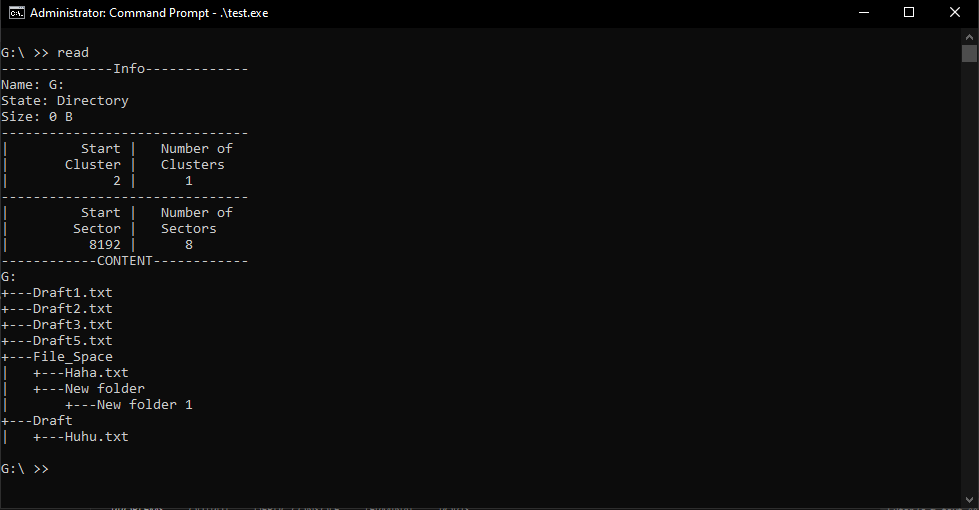 Administrator: Command Prompt - .\test.exe
G:\ >> read
--------------Info-------------
Name: G:
State: Directory
Size: 0 B
-------------------------------
|         Start |   Number of
|       Cluster |   Clusters
|             2 |      1
-------------------------------
|         Start |   Number of
|        Sector |   Sectors
|          8192 |      8
------------CONTENT------------
G:
+---Draft1.txt
+---Draft2.txt
+---Draft3.txt
+---Draft5.txt
+---File_Space
|   +---Haha.txt
|   +---New folder
|       +---New folder 1
+---Draft
|   +---Huhu.txt
G:\ >>